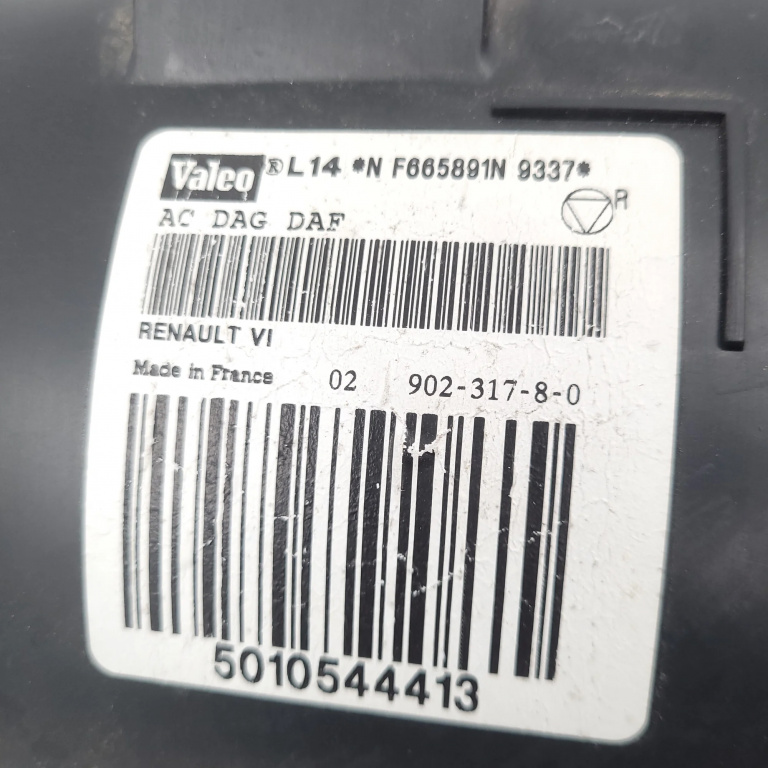 Valeo ® L14 *N F665891N 9337*
AC DAG DAF R
RENAULT VI
Made in France 02 902-317-8-0
5010544413